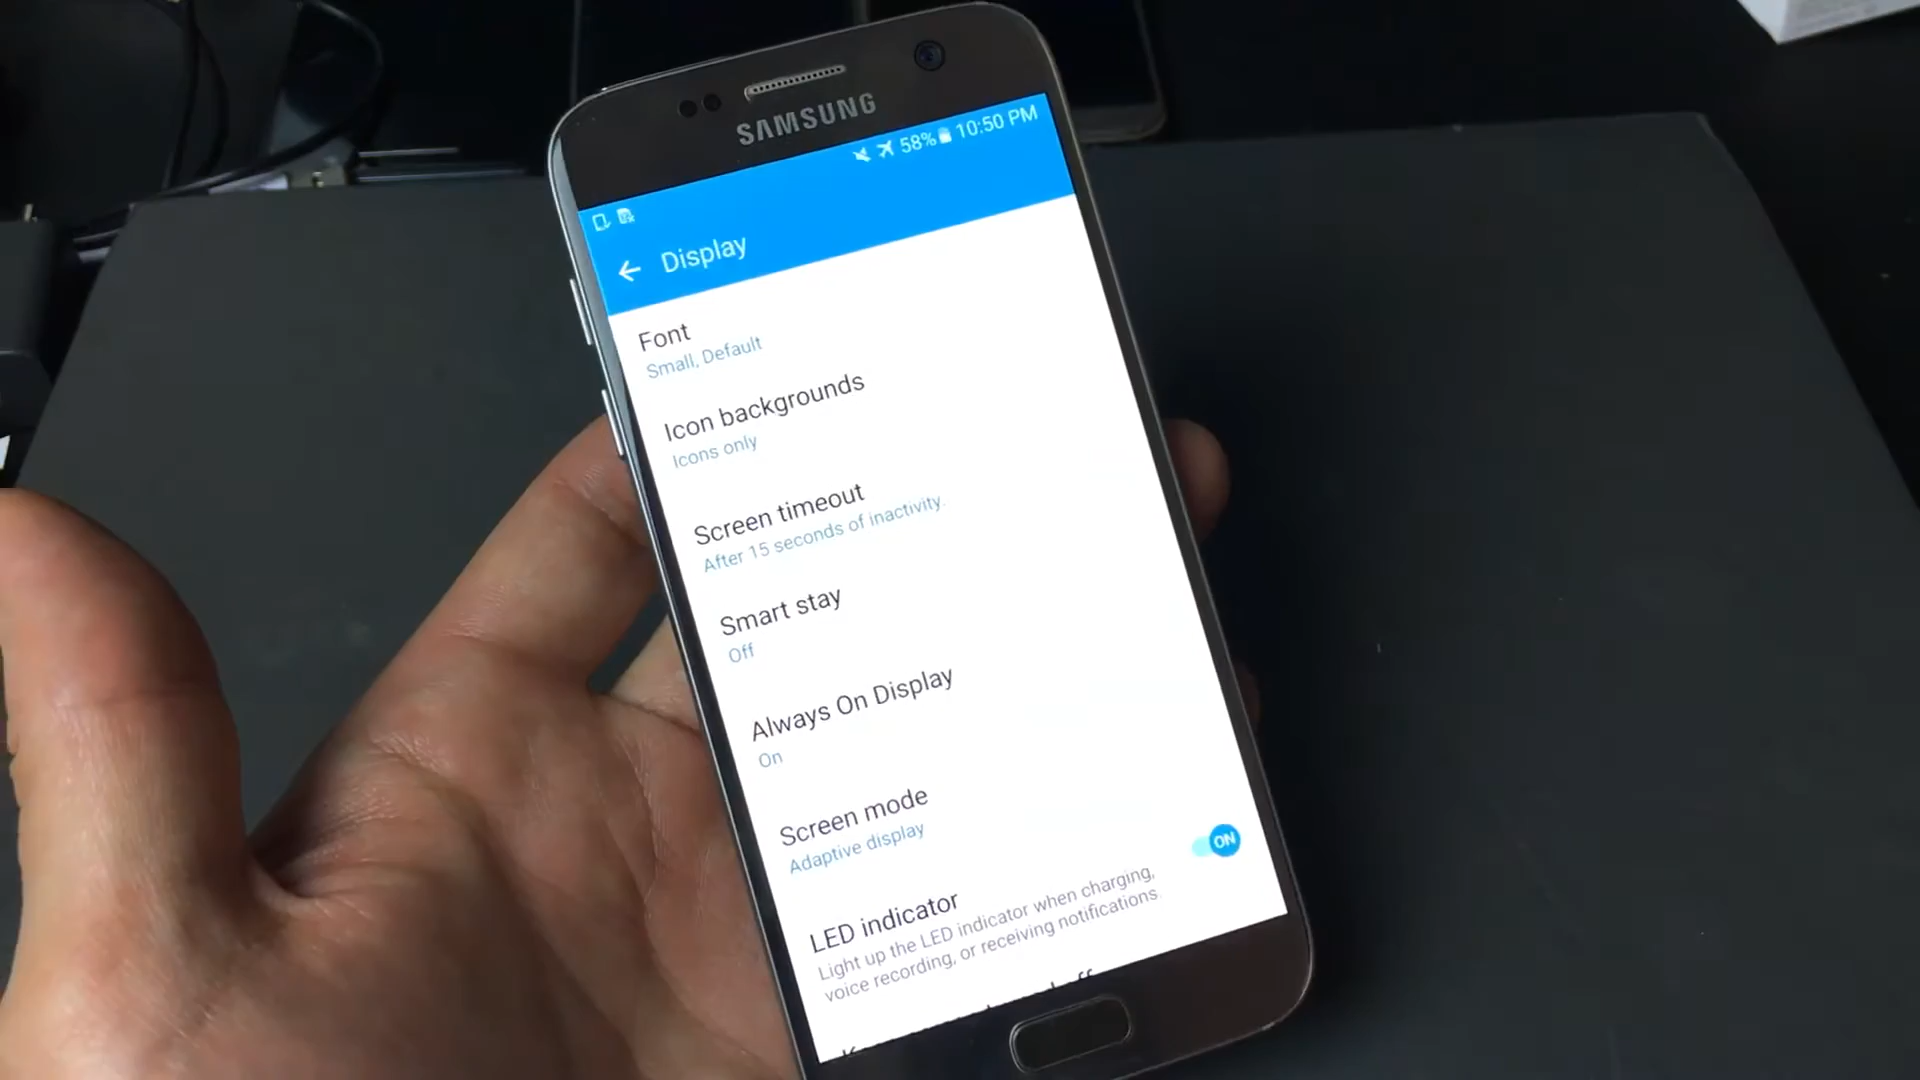 SAMSUNG
58% 10:50 PM
Display
Font
Small, Default
Icon backgrounds
Icons only
Screen timeout
After 15 seconds of inactivity.
Smart stay
Off
Always On Display
On
Screen mode
Adaptive display
ON
LED indicator
Light up the LED indicator when charging,
voice recording, or receiving notifications.